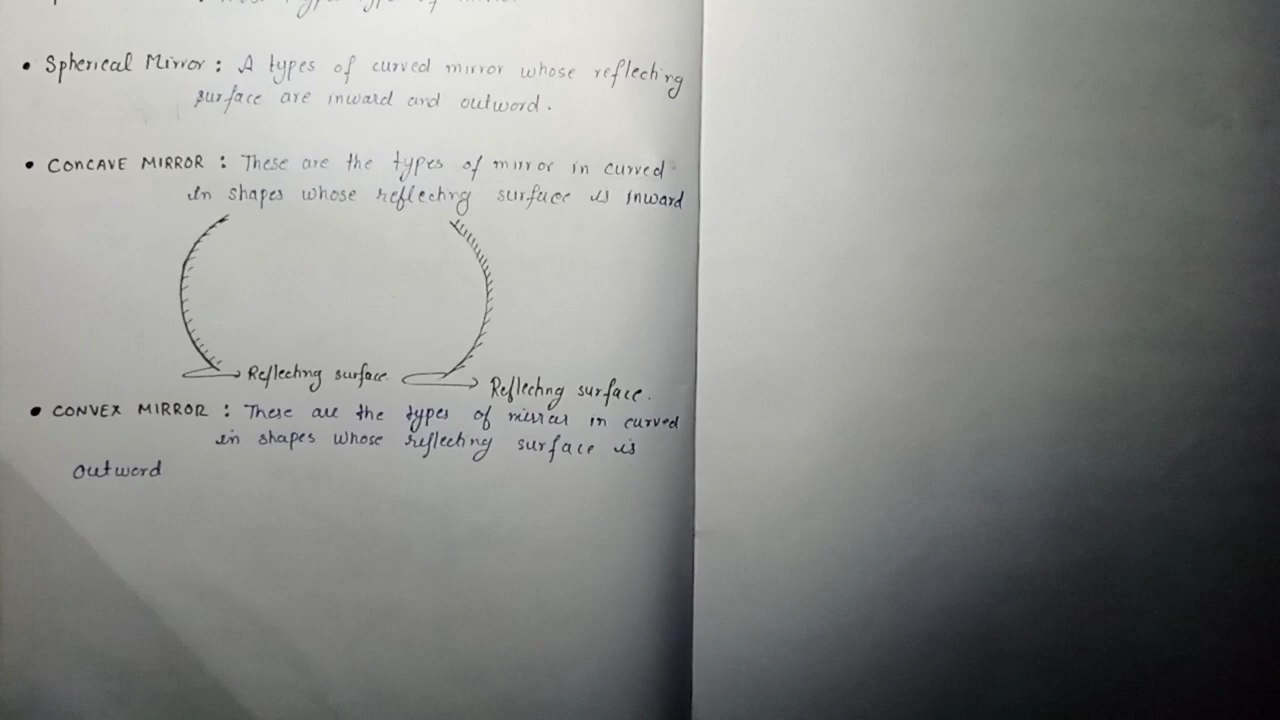 type of
• Spherical Mirror : A types of curved mirror whose reflecting
surface are inward and outword.
• CONCAVE MIRROR : These are the types of mirror in curved
in shapes whose reflecting surface is inward
Reflecting surface.
Reflecting surface.
• CONVEX MIRROR : These are the types of mirror in curved
in shapes whose reflecting surface is
outword